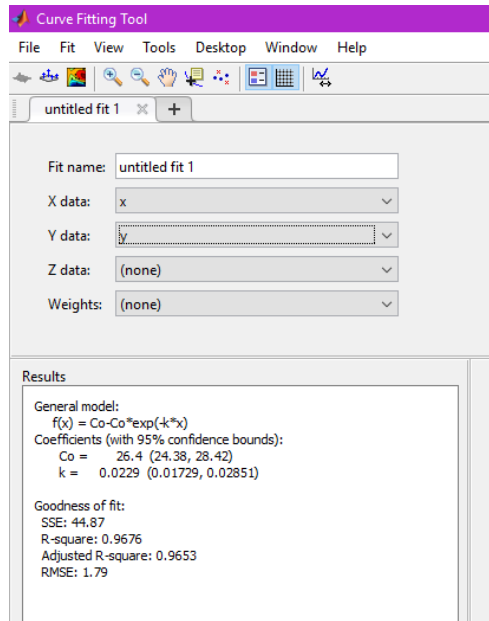 Curve Fitting Tool
File Fit View Tools Desktop Window Help
untitled fit 1
Fit name: untitled fit 1
X data: x
Y data: y
Z data: (none)
Weights: (none)
Results
General model:
f(x) = Co-Co*exp(-k*x)
Coefficients (with 95% confidence bounds):
Co = 26.4 (24.38, 28.42)
k = 0.0229 (0.01729, 0.02851)
Goodness of fit:
SSE: 44.87
R-square: 0.9676
Adjusted R-square: 0.9653
RMSE: 1.79